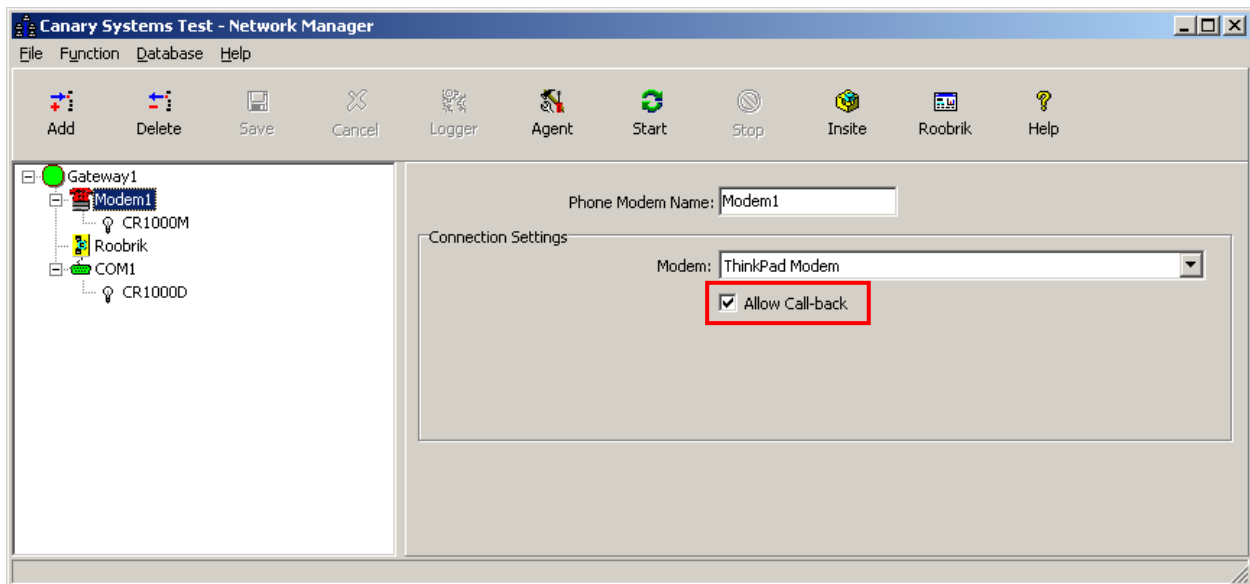 Canary Systems Test - Network Manager
File Function Database Help
Add Delete Save Cancel Logger Agent Start Stop Insite Roobrik Help
Gateway1
Modem1
CR1000M
Roobrik
COM1
CR1000D
Phone Modem Name: Modem1
Connection Settings
Modem: ThinkPad Modem
Allow Call-back